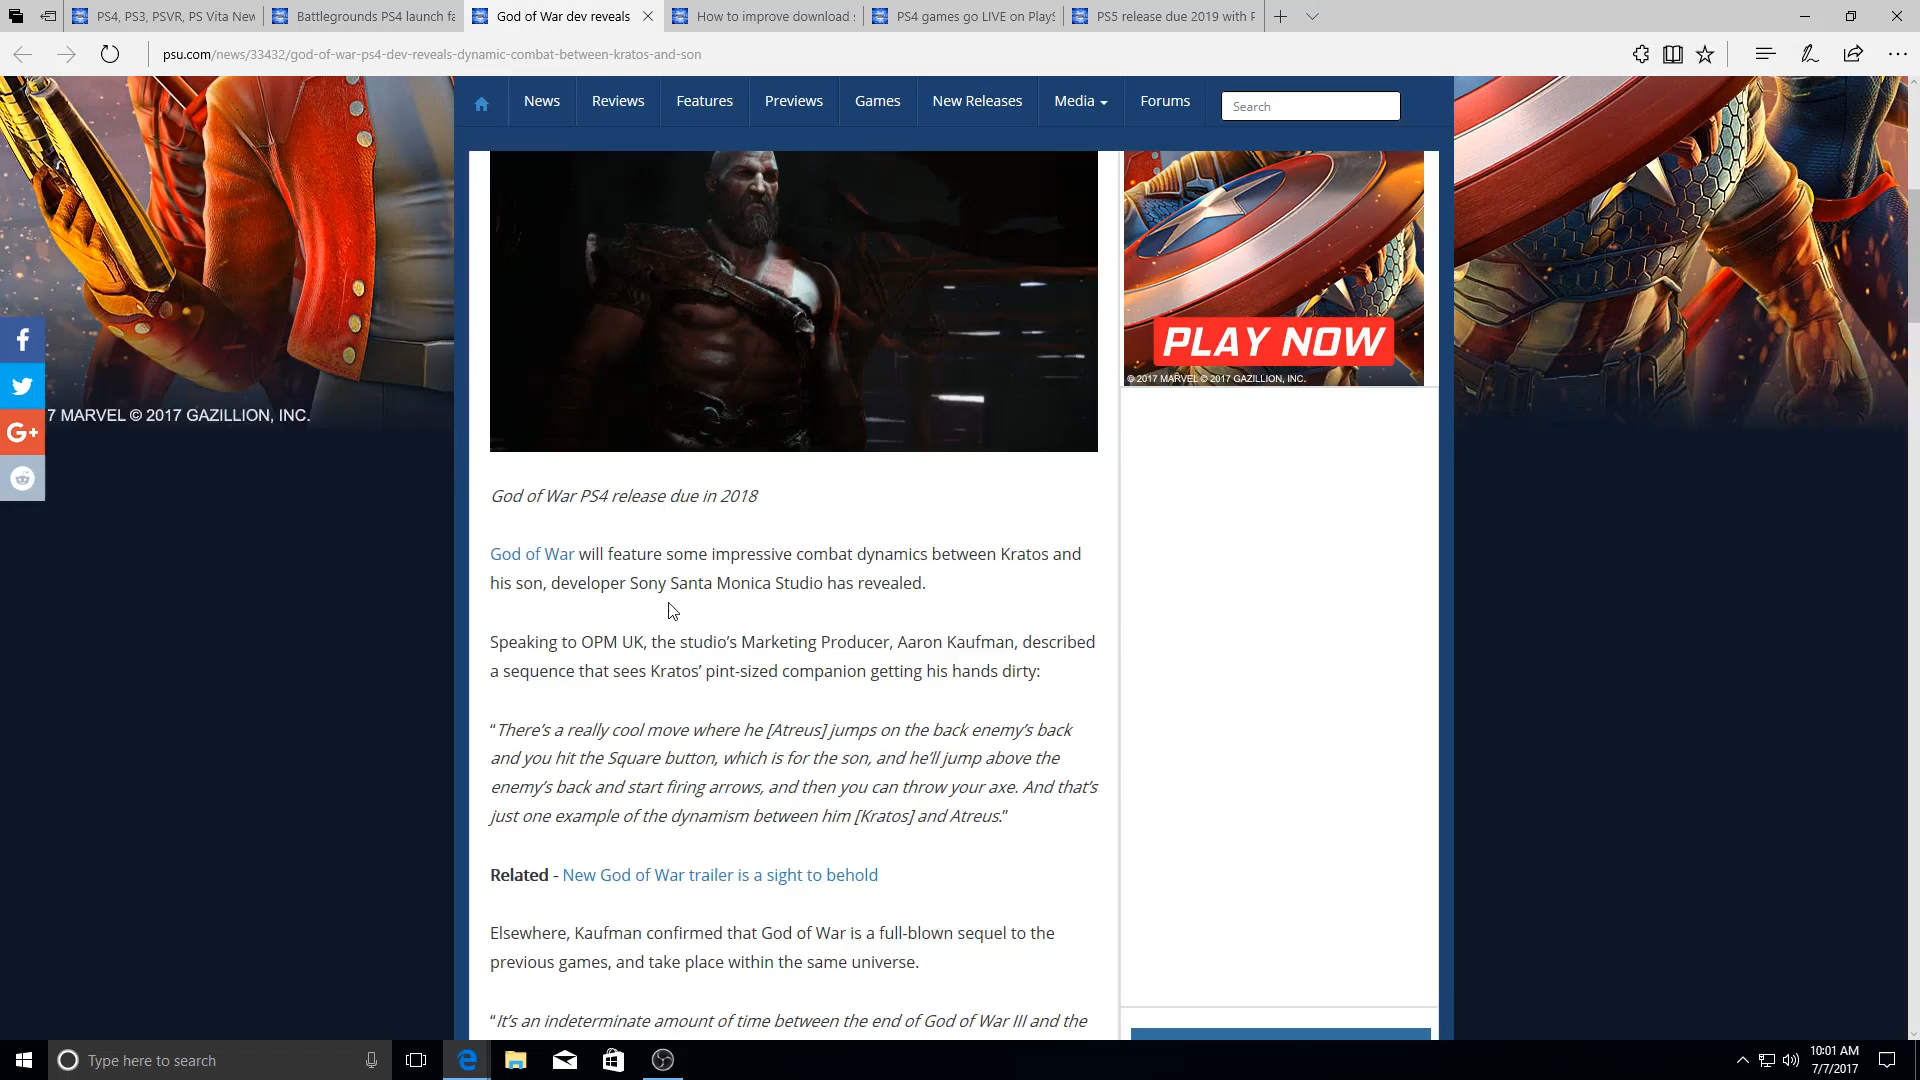 PS4, PS3, PSVR, PS Vita New
Battlegrounds PS4 launch fa
God of War dev reveals
How to improve download s
PS4 games go LIVE on PlayS
PS5 release due 2019 with P
psu.com/news/33432/god-of-war-ps4-dev-reveals-dynamic-combat-between-kratos-and-son
News
Reviews
Features
Previews
Games
New Releases
Media
Forums
Search
PLAY NOW
© 2017 MARVEL © 2017 GAZILLION, INC.
7 MARVEL © 2017 GAZILLION, INC.
f
G+
God of War PS4 release due in 2018
God of War will feature some impressive combat dynamics between Kratos and
his son, developer Sony Santa Monica Studio has revealed.
Speaking to OPM UK, the studio’s Marketing Producer, Aaron Kaufman, described
a sequence that sees Kratos’ pint-sized companion getting his hands dirty:
“There’s a really cool move where he [Atreus] jumps on the back enemy’s back
and you hit the Square button, which is for the son, and he’ll jump above the
enemy’s back and start firing arrows, and then you can throw your axe. And that’s
just one example of the dynamism between him [Kratos] and Atreus.”
Related - New God of War trailer is a sight to behold
Elsewhere, Kaufman confirmed that God of War is a full-blown sequel to the
previous games, and take place within the same universe.
“It’s an indeterminate amount of time between the end of God of War III and the
Type here to search
10:01 AM
7/7/2017